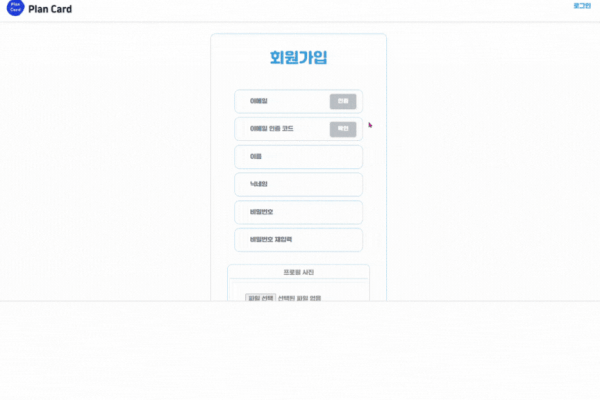 Plan
Card
Plan Card
로그인
회원가입
이메일
인증
이메일 인증 코드
확인
이름
닉네임
비밀번호
비밀번호 재입력
프로필 사진
파일 선택 선택된 파일 없음